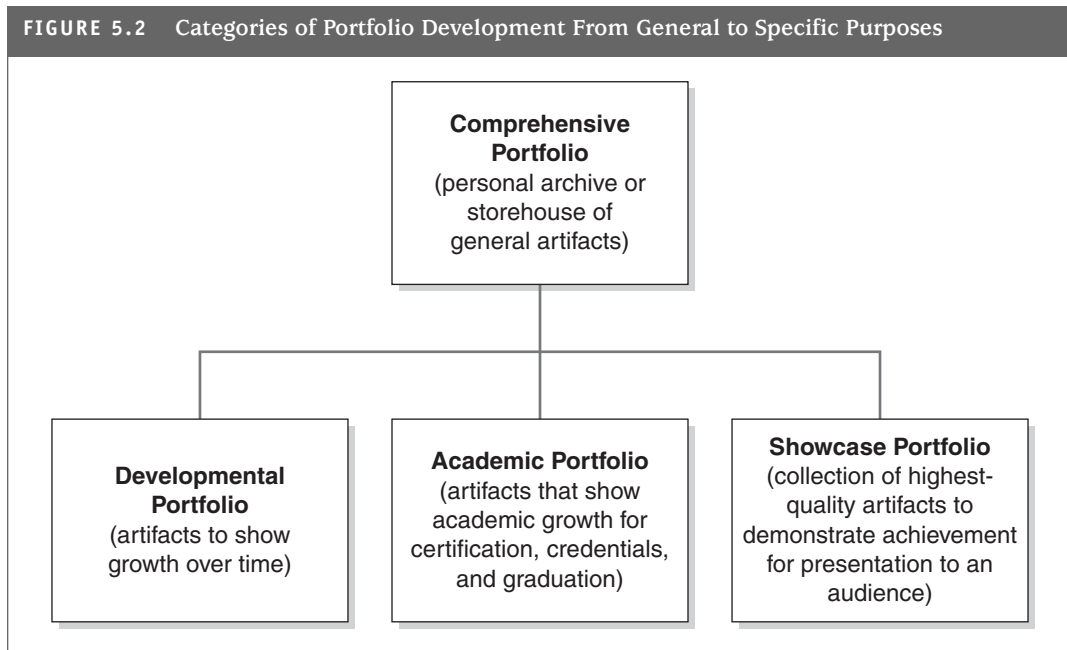 FIGURE 5.2 Categories of Portfolio Development From General to Specific Purposes
Comprehensive
Portfolio
(personal archive or
storehouse of
general artifacts)
Developmental
Portfolio
(artifacts to show
growth over time)
Academic Portfolio
(artifacts that show
academic growth for
certification, credentials,
and graduation)
Showcase Portfolio
(collection of highest-
quality artifacts to
demonstrate achievement
for presentation to an
audience)